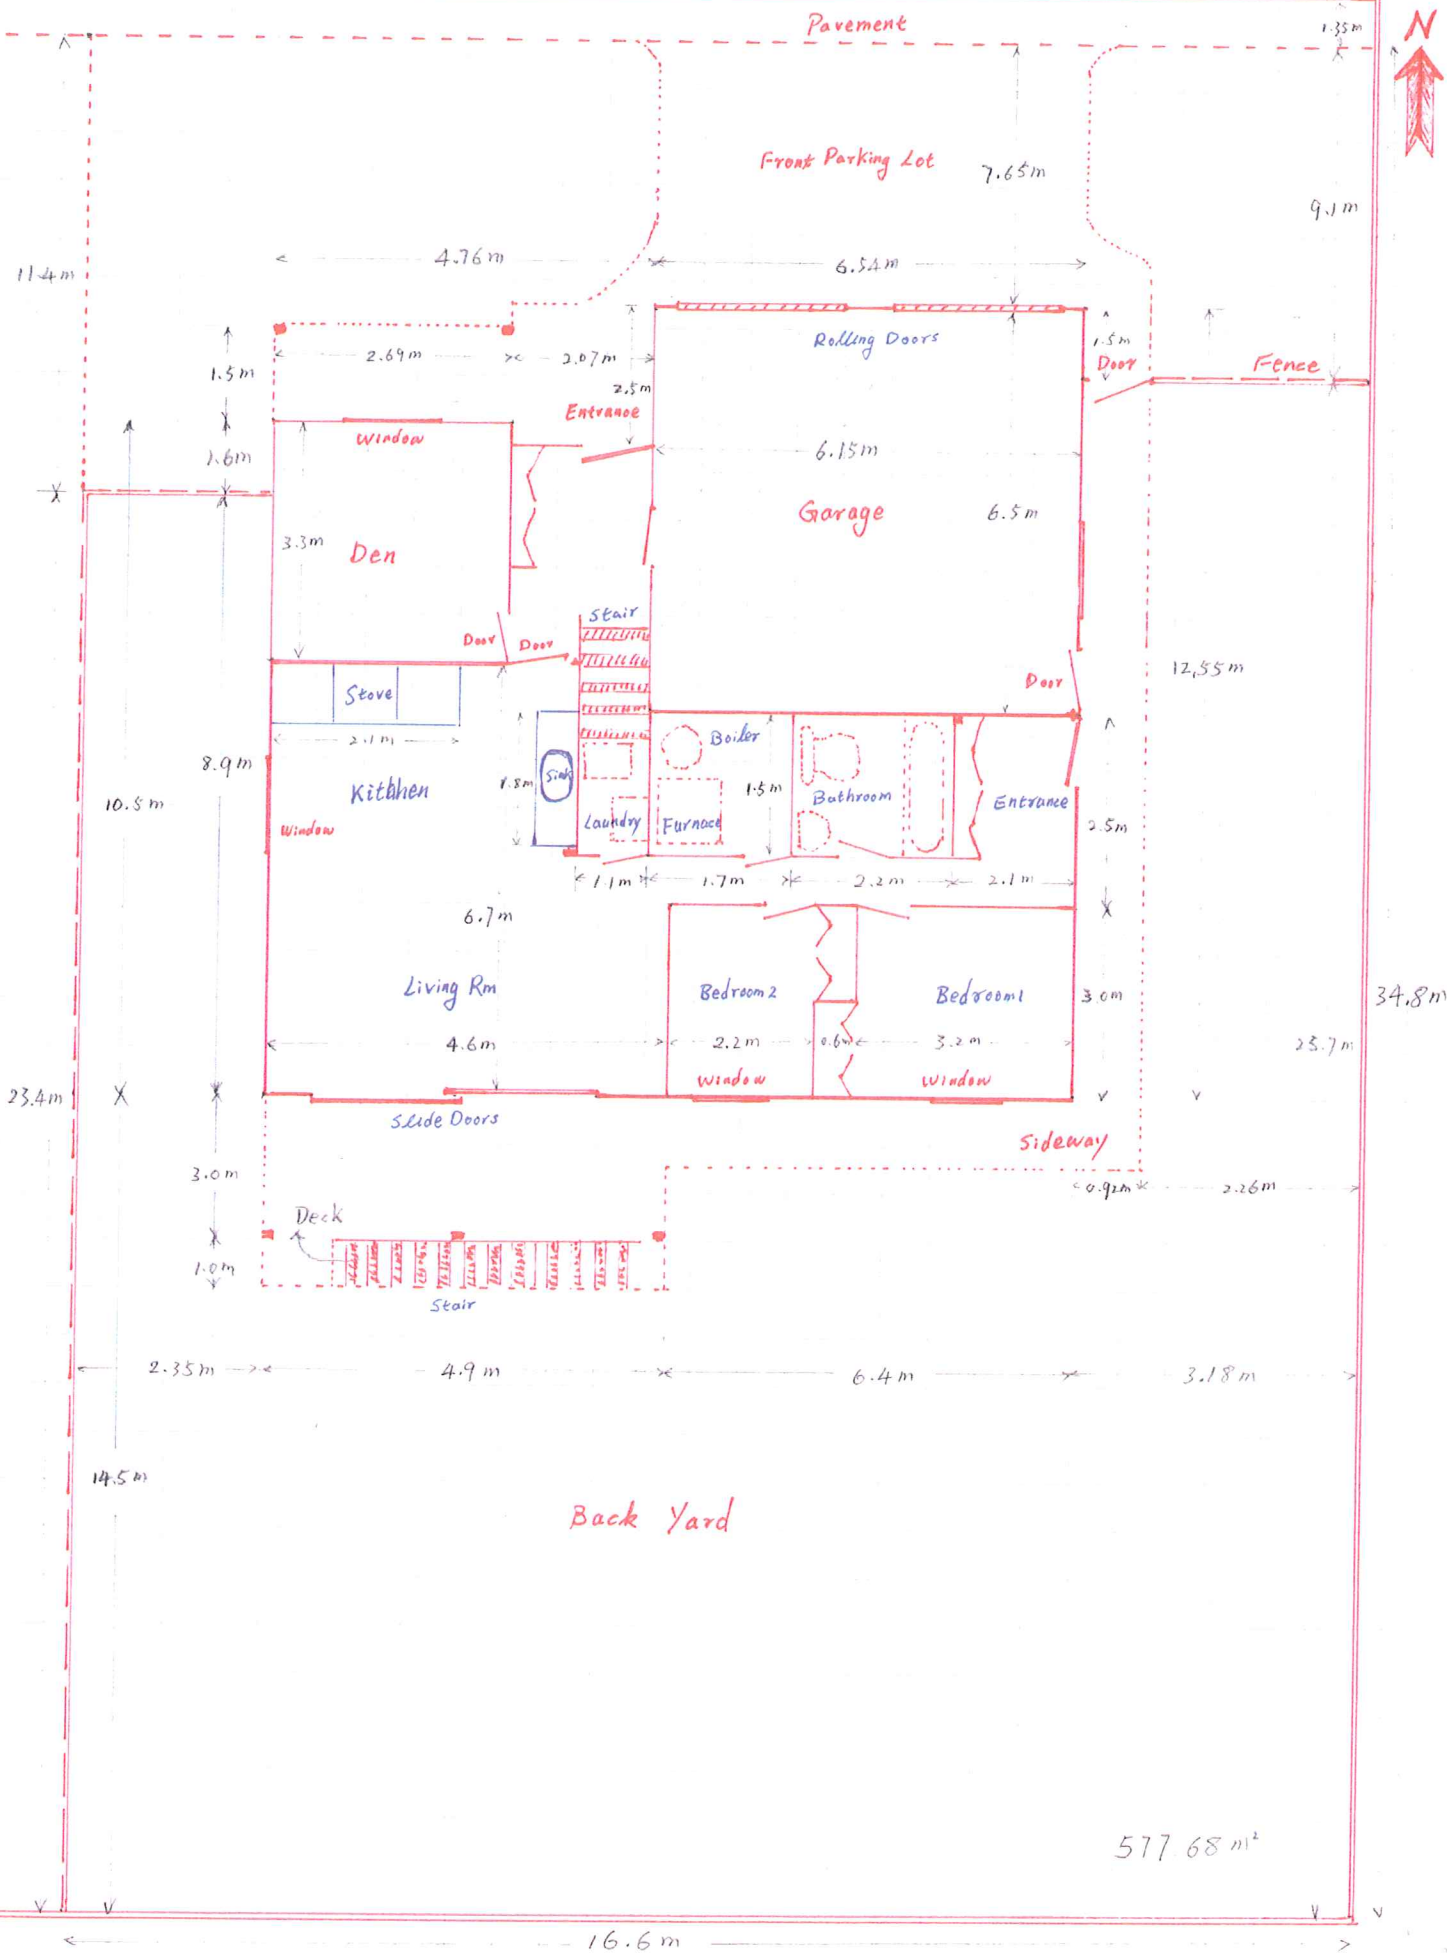 Pavement
1.35m
N
Front Parking Lot
7.65m
9.1m
4.76m
6.54m
11.4m
Rolling Doors
1.5m
2.69m
2.07m
1.5m
2.5m
Door
Fence
Entrance
Window
1.6m
6.15m
Garage
6.5m
3.3m
Den
Stair
Door
Door
Door
12.55m
Stove
2.1m
Boiler
8.9m
Sink
1.8m
1.5m
Kitbhen
10.5m
Bathroom
Entrance
Window
Laundry
Furnace
2.5m
1.1m
1.7m
2.2m
2.1m
6.7m
Living Rm
Bedroom2
Bedroom1
3.0m
34.8m
4.6m
2.2m
0.6m
3.2m
25.7m
Window
Window
23.4m
Slide Doors
Sideway
3.0m
0.92m
2.26m
Deck
1.0m
Stair
2.35m
4.9m
6.4m
3.18m
14.5m
Back Yard
577.68 m²
16.6m